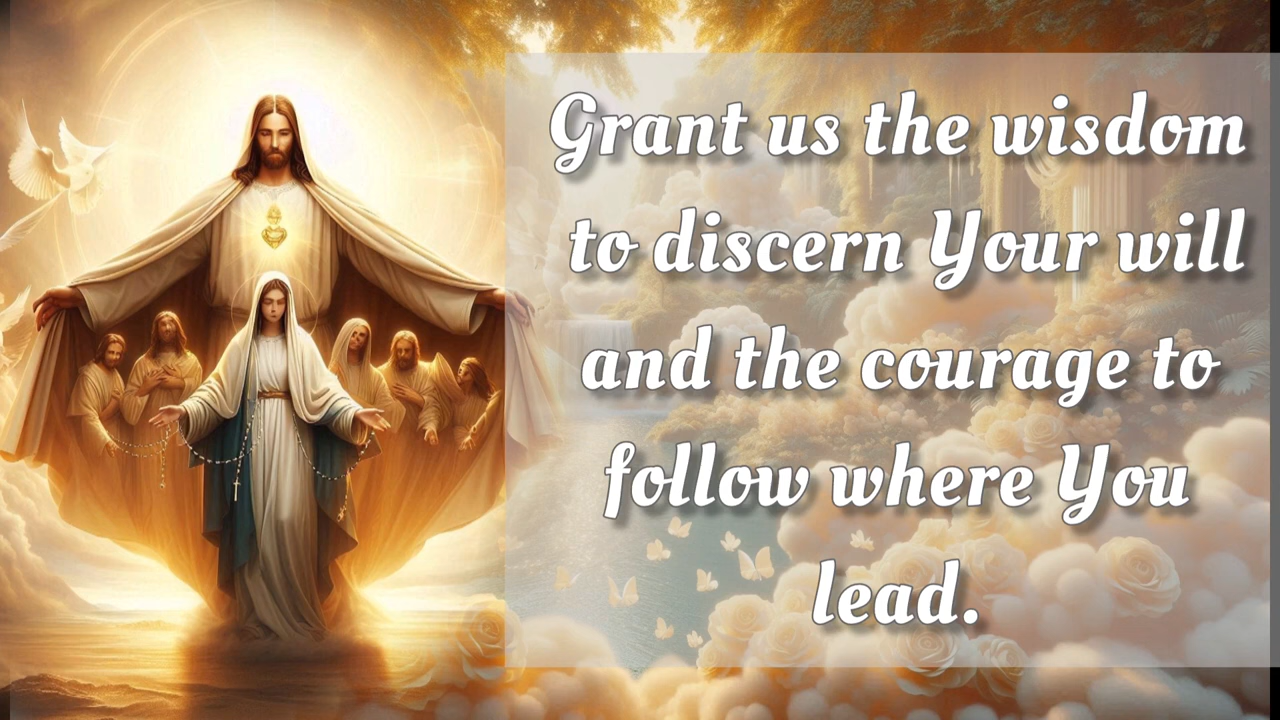 Grant us the wisdom
to discern Your will
and the courage to
follow where You
lead.